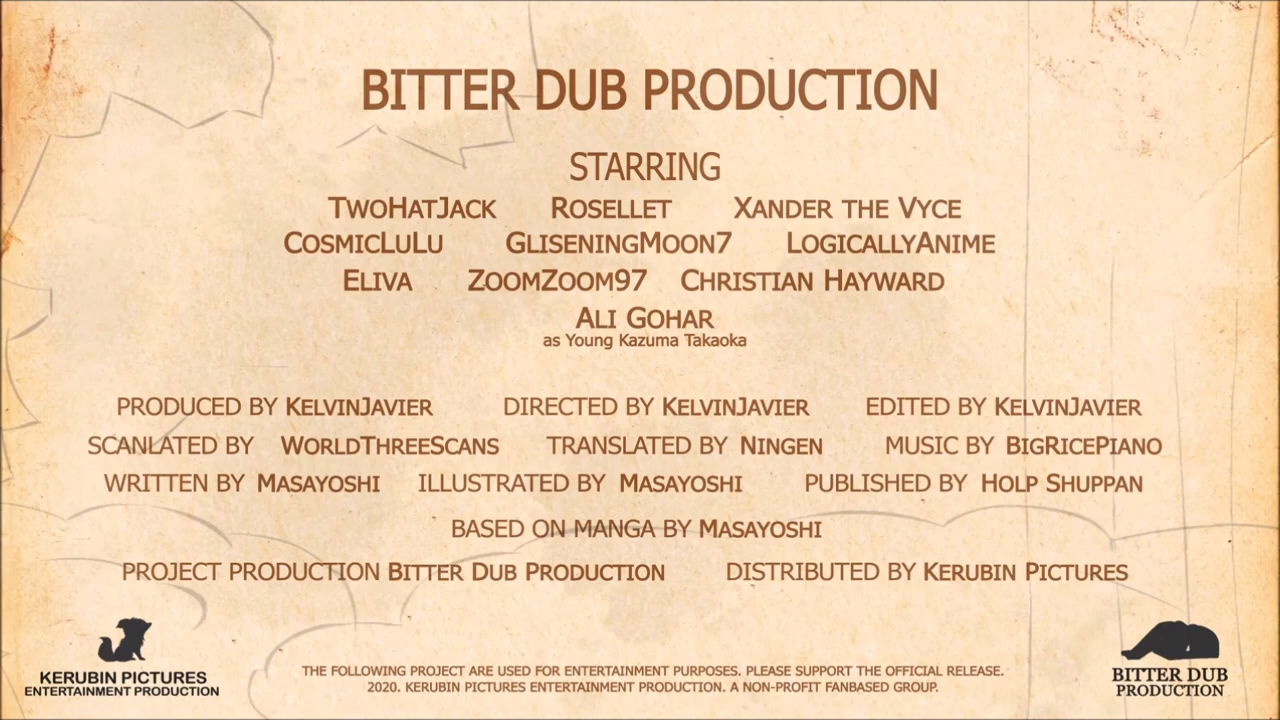 BITTER DUB PRODUCTION
STARRING
TWOHATJACK ROSELLET XANDER THE VYCE
COSMICLULU GLISENINGMOON7 LOGICALLYANIME
ELIVA ZOOMZOOM97 CHRISTIAN HAYWARD
ALI GOHAR
as Young Kazuma Takaoka
PRODUCED BY KELVINJAVIER DIRECTED BY KELVINJAVIER EDITED BY KELVINJAVIER
SCANLATED BY WORLDTHREESCANS TRANSLATED BY NINGEN MUSIC BY BIGRICEPIANO
WRITTEN BY MASAYOSHI ILLUSTRATED BY MASAYOSHI PUBLISHED BY HOLP SHUPPAN
BASED ON MANGA BY MASAYOSHI
PROJECT PRODUCTION BITTER DUB PRODUCTION DISTRIBUTED BY KERUBIN PICTURES
KERUBIN PICTURES
ENTERTAINMENT PRODUCTION
THE FOLLOWING PROJECT ARE USED FOR ENTERTAINMENT PURPOSES. PLEASE SUPPORT THE OFFICIAL RELEASE.
2020. KERUBIN PICTURES ENTERTAINMENT PRODUCTION. A NON-PROFIT FANBASED GROUP.
BITTER DUB
PRODUCTION